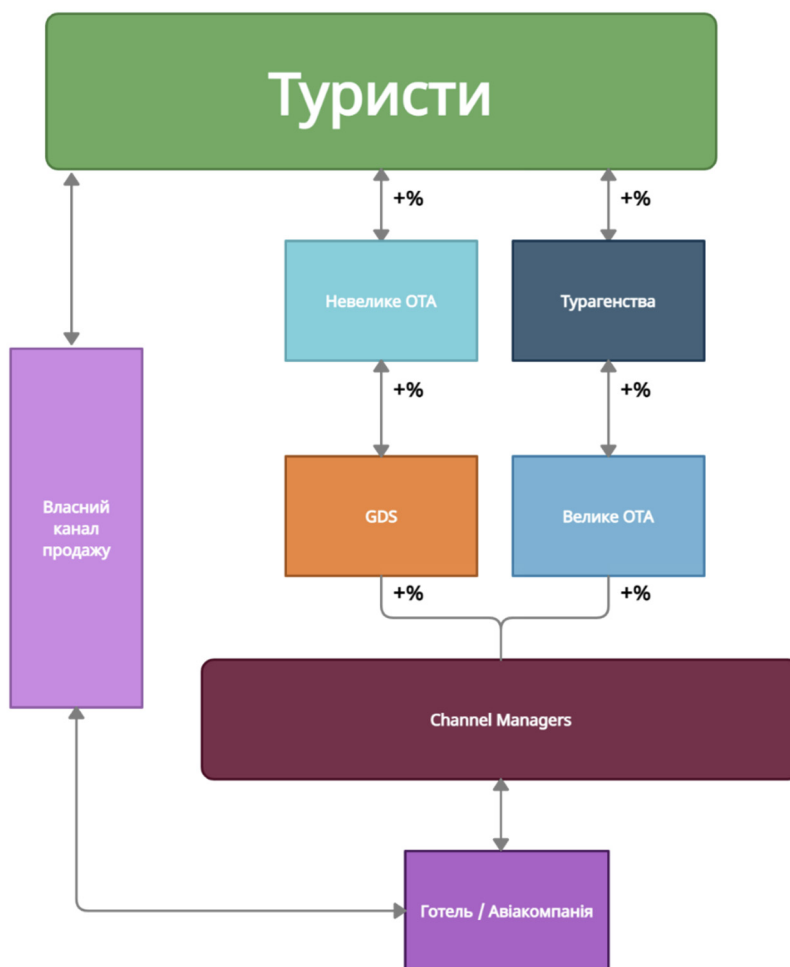 Туристи
+%
+%
Невелике ОТА
Турагенства
+%
+%
Власний
канал
продажу
GDS
Велике ОТА
+%
+%
Channel Managers
Готель / Авіакомпанія